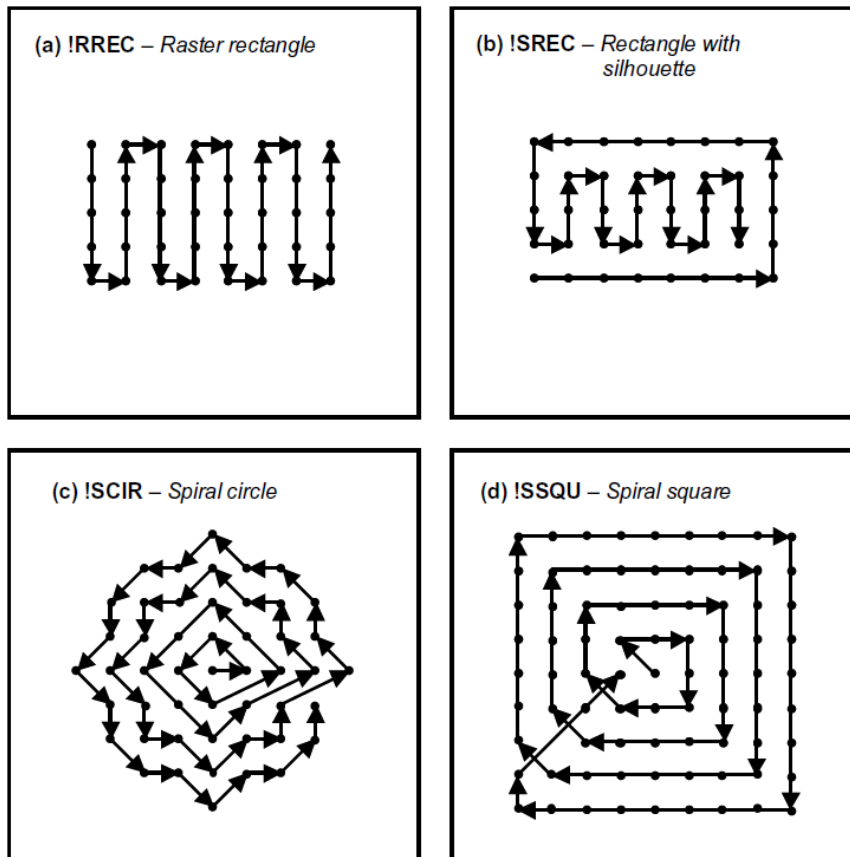 (a) !RREC – Raster rectangle
(b) !SREC – Rectangle with
silhouette
(c) !SCIR – Spiral circle
(d) !SSQU – Spiral square